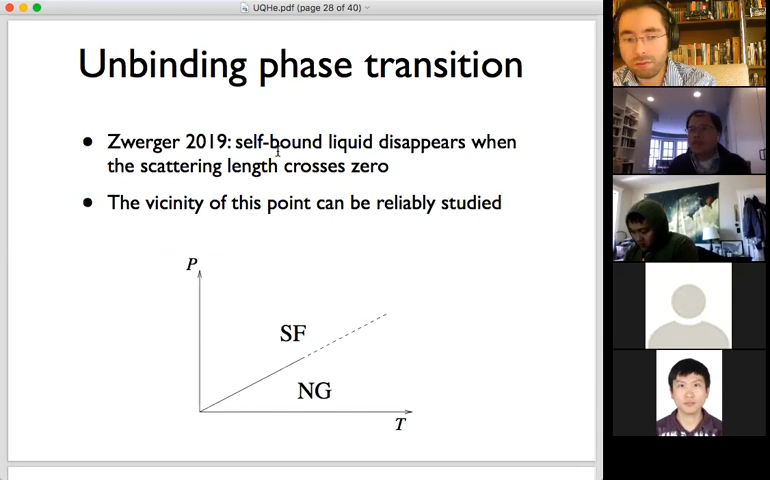 UQHe.pdf (page 28 of 40)
Unbinding phase transition
Zwerger 2019: self-bound liquid disappears when
the scattering length crosses zero
The vicinity of this point can be reliably studied
P
SF
NG
T